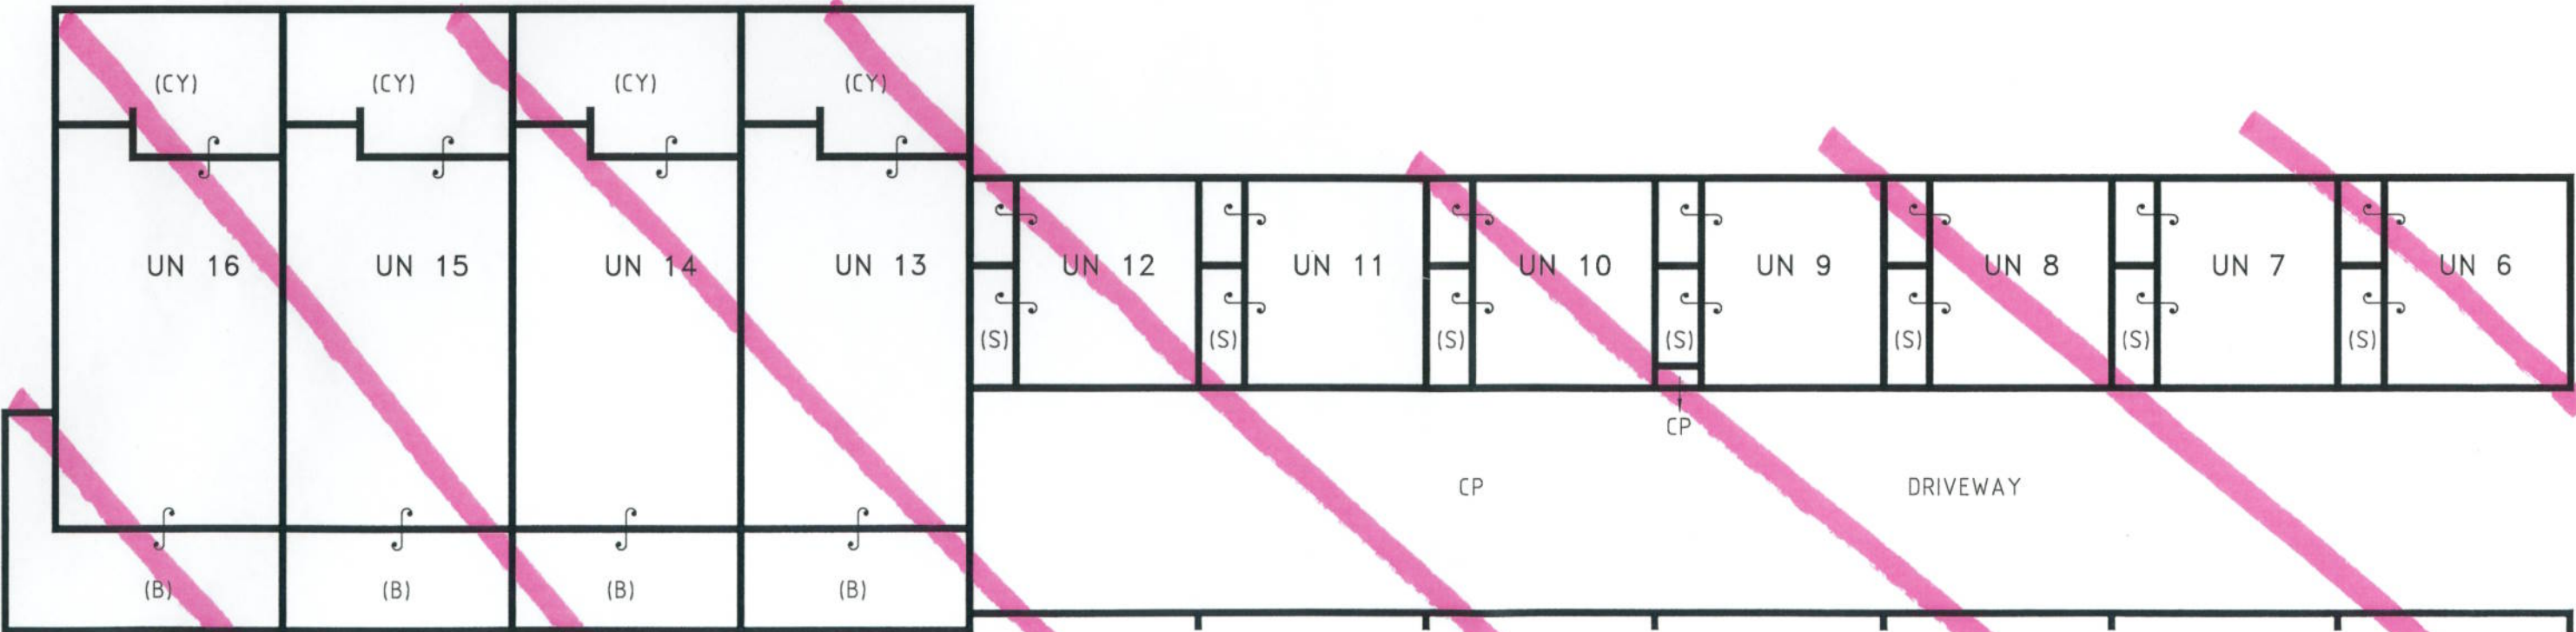 (CY) (CY) (CY) (CY)
UN 16 UN 15 UN 14 UN 13 UN 12 UN 11 UN 10 UN 9 UN 8 UN 7 UN 6
(S) (S) (S) (S) (S) (S) (S)
CP
CP DRIVEWAY
(B) (B) (B) (B)